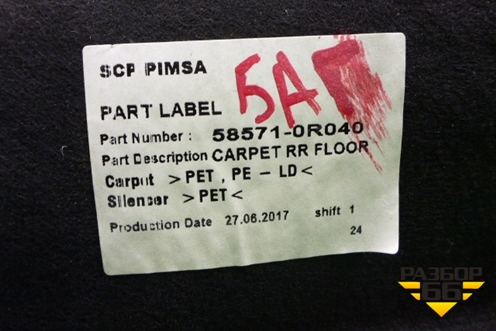 SCP PIMSA
5A
PART LABEL
Part Number : 58571-0R040
Part Description CARPET RR FLOOR
Carput >PET , PE - LD<
Silencer >PET<
Production Date 27.06.2017 shift 1
24
РАЗБОР
66